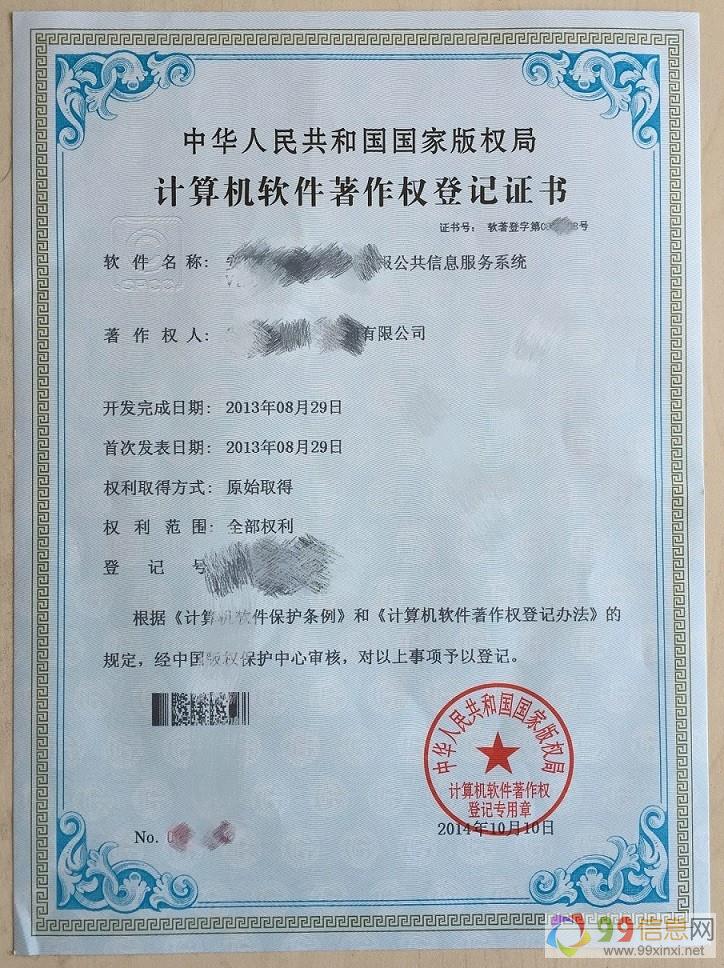 中华人民共和国国家版权局
计算机软件著作权登记证书
证书号： 软著登字第08 8号
软件名称： 报公共信息服务系统
著作权人： 有限公司
开发完成日期： 2013年08月29日
首次发表日期： 2013年08月29日
权利取得方式： 原始取得
权利范围： 全部权利
登记号
根据《计算机软件保护条例》和《计算机软件著作权登记办法》的
规定，经中国版权保护中心审核，对以上事项予以登记。
中华人民共和国国家版权局
计算机软件著作权
登记专用章
No.
2014年10月10日
99信息网
www.99xinxi.net